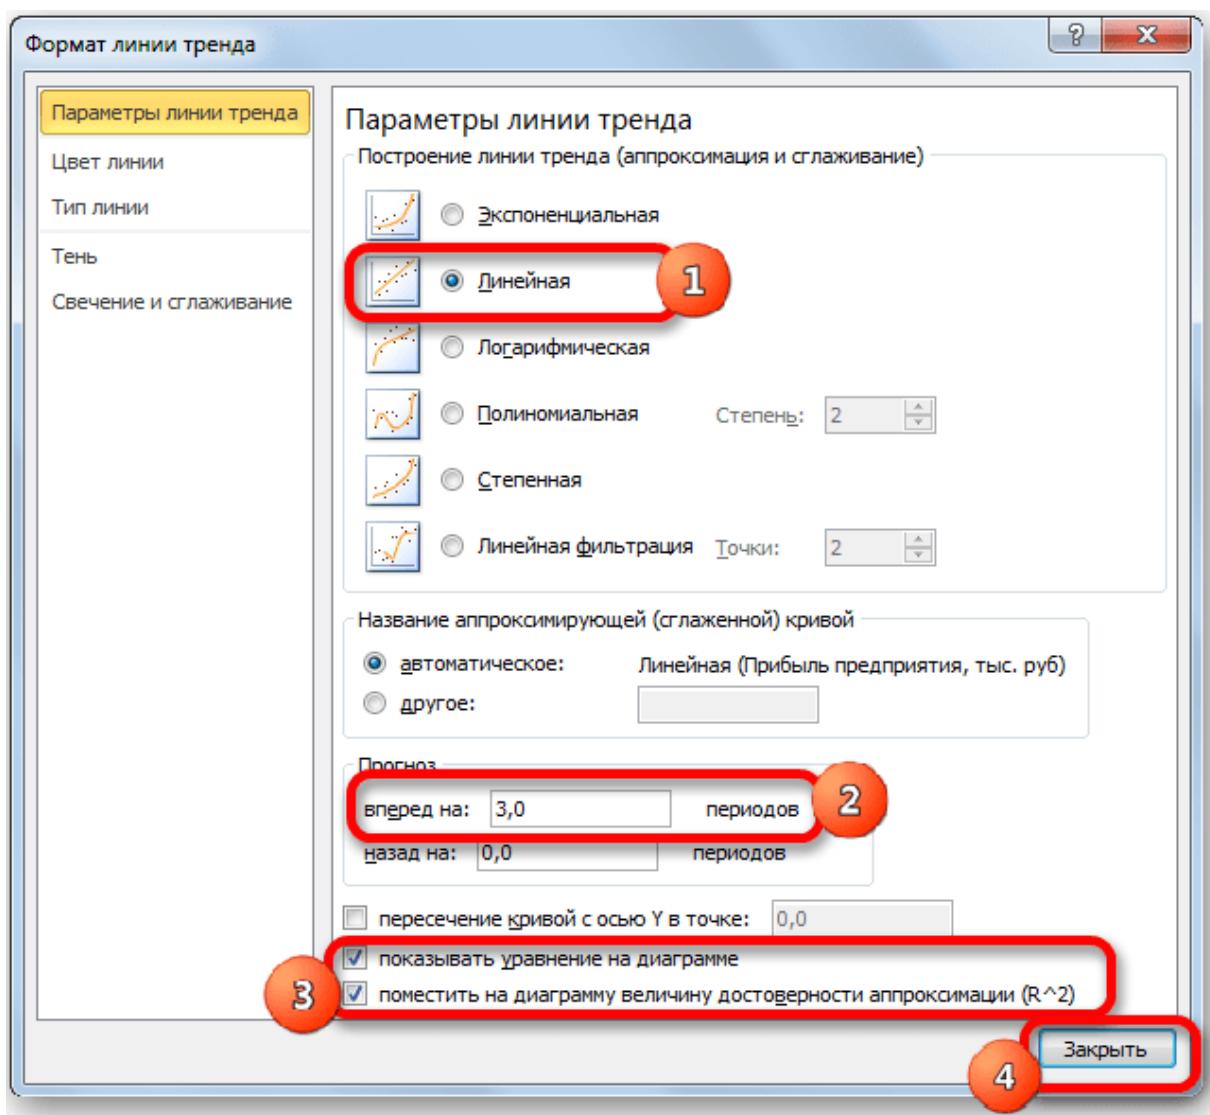 Формат линии тренда
Параметры линии тренда
Цвет линии
Тип линии
Тень
Свечение и сглаживание
Параметры линии тренда
Построение линии тренда (аппроксимация и сглаживание)
Экспоненциальная
Линейная 1
Логарифмическая
Полиномиальная Степень: 2
Степенная
Линейная фильтрация Точки: 2
Название аппроксимирующей (сглаженной) кривой
автоматическое: Линейная (Прибыль предприятия, тыс. руб)
другое:
Прогноз
вперед на: 3,0 периодов 2
назад на: 0,0 периодов
пересечение кривой с осью Y в точке: 0,0
показывать уравнение на диаграмме
3 поместить на диаграмму величину достоверности аппроксимации (R^2)
Закрыть
4